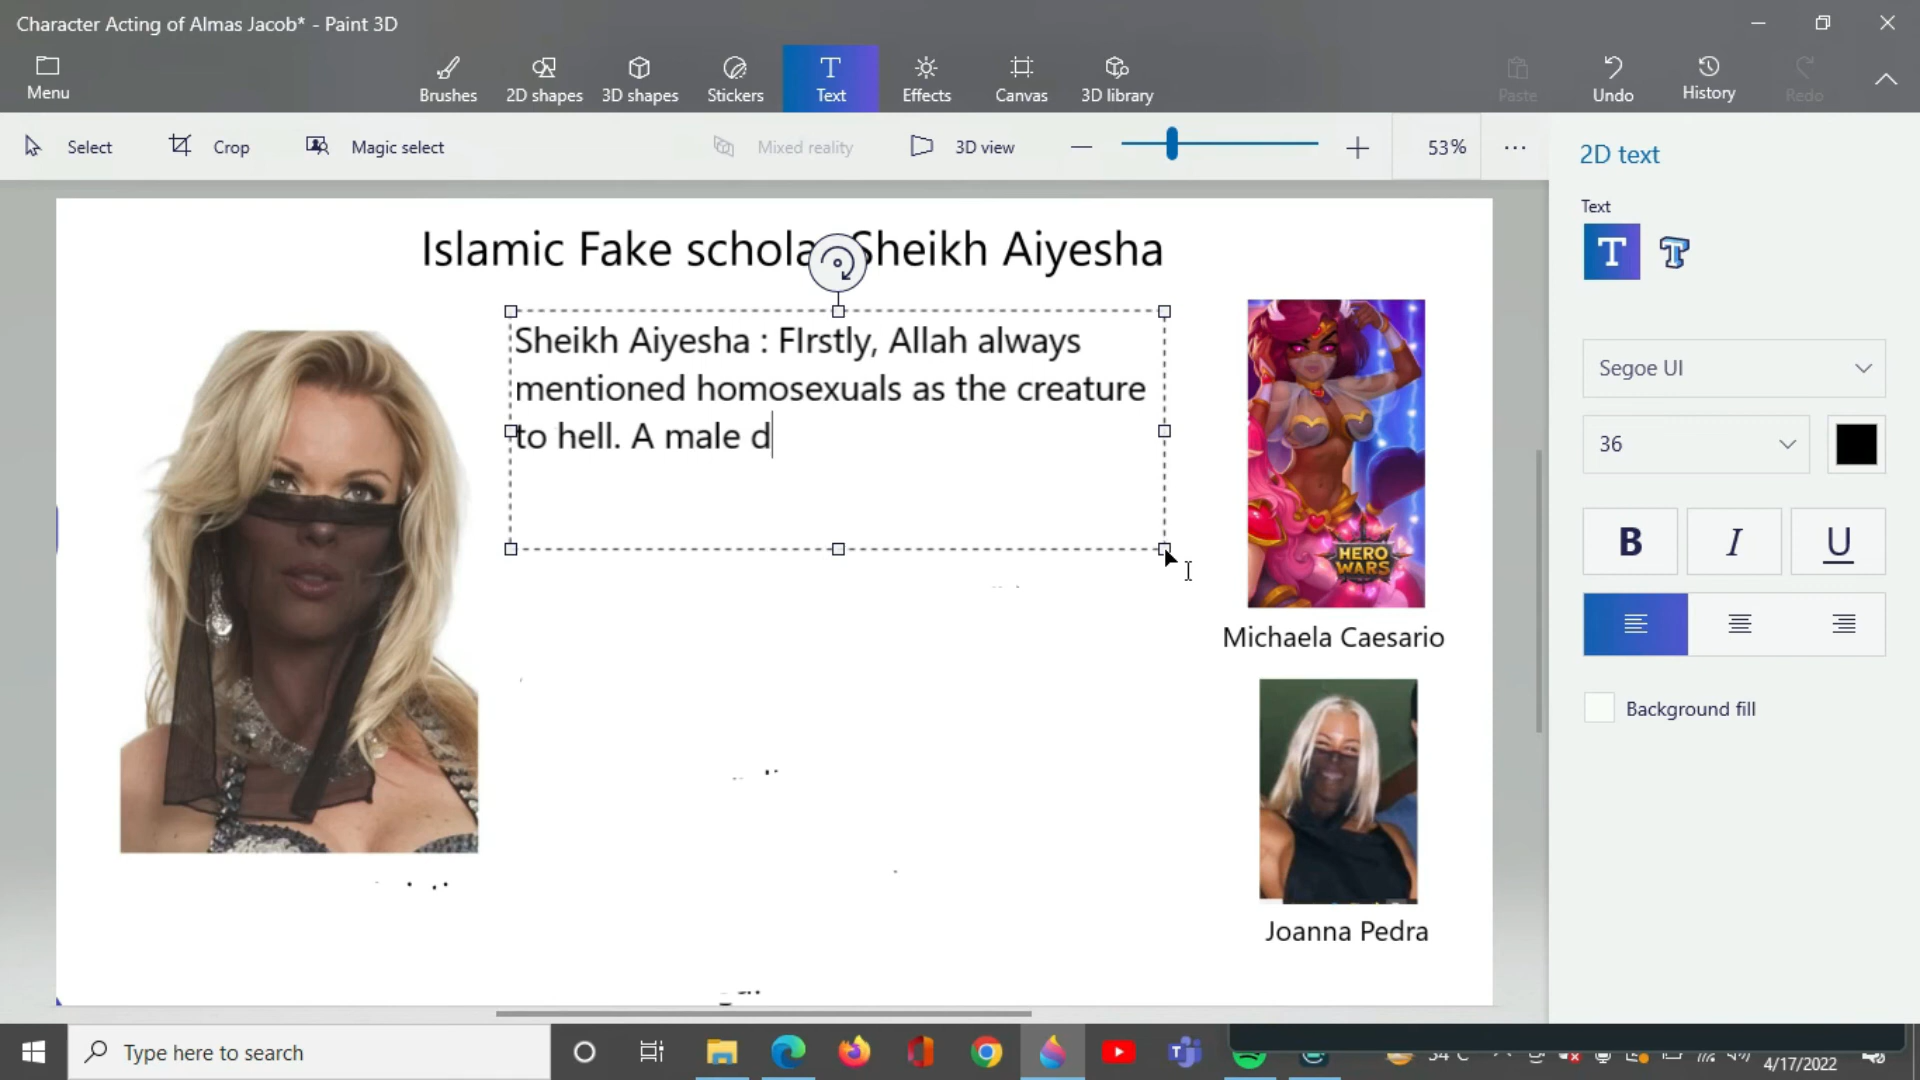 Character Acting of Almas Jacob* - Paint 3D
Menu
Brushes
2D shapes
3D shapes
Stickers
Text
Effects
Canvas
3D library
Paste
Undo
History
Redo
Select
Crop
Magic select
Mixed reality
3D view
53%
2D text
Text
Segoe UI
36
B
I
U
Background fill
Islamic Fake schola Sheikh Aiyesha
Sheikh Aiyesha : FIrstly, Allah always
mentioned homosexuals as the creature
to hell. A male d
HERO
WARS
Michaela Caesario
Joanna Pedra
Type here to search
34°C
4/17/2022